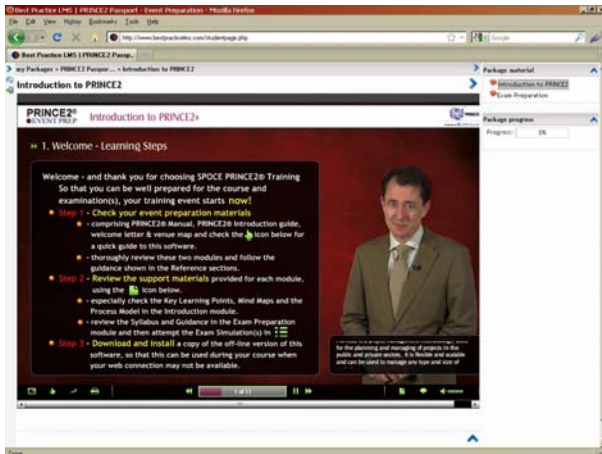 Best Practice LMS | PRINCE2 Passport - Event Preparation - Mozilla Firefox
File Edit View History Bookmarks Tools Help
http://www.bestpracticelms.com/studentpage.php
Google
Best Practice LMS | PRINCE2 Passp...
my Packages » PRINCE2 Passpor... » Introduction to PRINCE2
Introduction to PRINCE2
Package material
Introduction to PRINCE2
Exam Preparation
Package progress
Progress: 0%
PRINCE2®
EVENT PREP
Introduction to PRINCE2»
» 1. Welcome - Learning Steps
Welcome - and thank you for choosing SPOCE PRINCE2® Training
So that you can be well prepared for the course and
examination(s), your training event starts now!
Step 1 - Check your event preparation materials
- comprising PRINCE2® Manual, PRINCE2® Introduction guide,
welcome letter & venue map and check the icon below for
a quick guide to this software.
- thoroughly review these two modules and follow the
guidance shown in the Reference sections.
Step 2 - Review the support materials provided for each module,
using the icon below.
- especially check the Key Learning Points, Mind Maps and the
Process Model in the Introduction module.
- review the Syllabus and Guidance in the Exam Preparation
module and then attempt the Exam Simulation(s) in
Step 3 - Download and install a copy of the off-line version of this
software, so that this can be used during your course when
your web connection may not be available.
for the planning and managing of projects in the
public and private sectors. It is flexible and scalable
and can be used to manage any type and size of
1 of 11